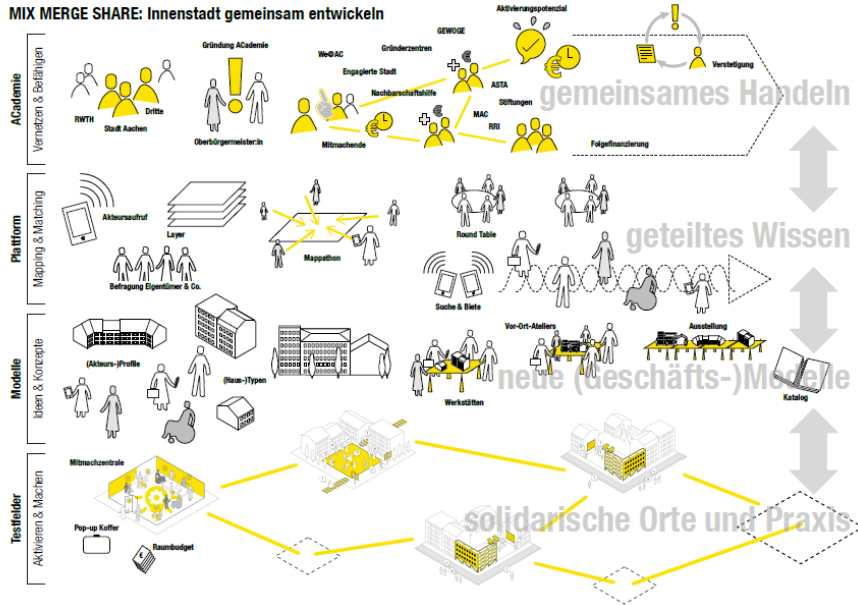 MIX MERGE SHARE: Innenstadt gemeinsam entwickeln
ACademie
Vernetzen & Befähigen
RWTH
Stadt Aachen
Dritte
Gründung ACademie
Oberbürgermeister:in
We@AC
Engagierte Stadt
Nachbarschaftshilfe
Mitmachende
Gründerzentren
GEWOGE
ASTA
MAC
RRI
Stiftungen
Aktivierungspotenzial
Verstetigung
gemeinsames Handeln
Folgefinanzierung
Plattform
Mapping & Matching
Akteursaufruf
Layer
Befragung Eigentümer & Co.
Mappathon
Round Table
Suche & Biete
geteiltes Wissen
Modelle
Ideen & Konzepte
(Akteurs-)Profile
(Haus-)Typen
Werkstätten
Vor-Ort-Ateliers
Ausstellung
Katalog
neue (Geschäfts-)Modelle
Testfelder
Aktivieren & Machen
Mitmachzentrale
Pop-up Koffer
Raumbudget
solidarische Orte und Praxis